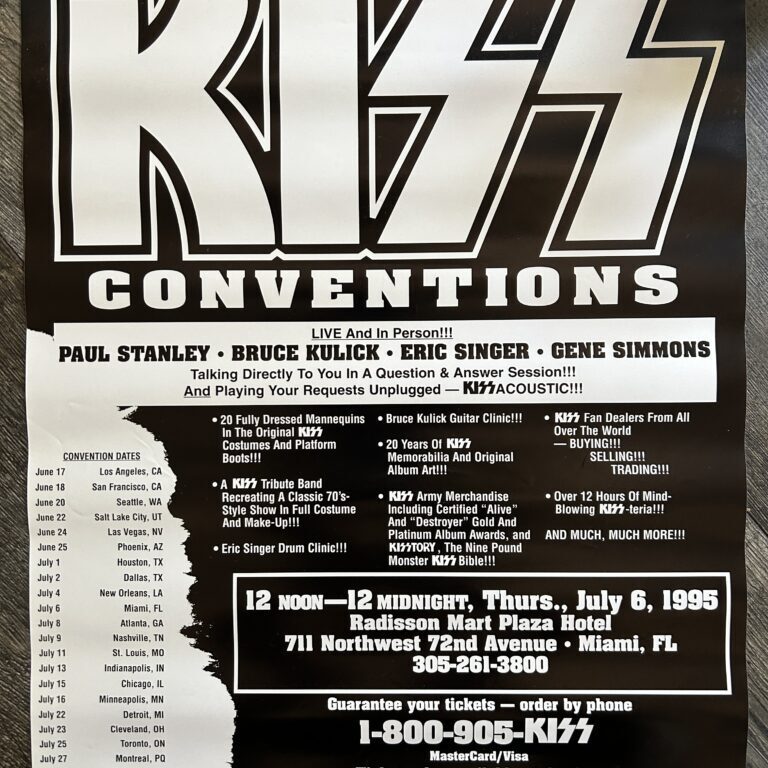 KISS
CONVENTIONS
LIVE And In Person!!!
PAUL STANLEY • BRUCE KULICK • ERIC SINGER • GENE SIMMONS
Talking Directly To You In A Question & Answer Session!!!
And Playing Your Requests Unplugged — KISS ACOUSTIC!!!
• 20 Fully Dressed Mannequins
In The Original KISS
Costumes And Platform
Boots!!!
• A KISS Tribute Band
Recreating A Classic 70's-
Style Show In Full Costume
And Make-Up!!!
• Eric Singer Drum Clinic!!!
• Bruce Kulick Guitar Clinic!!!
• 20 Years Of KISS
Memorabilia And Original
Album Art!!!
• KISS Army Merchandise
Including Certified "Alive"
And "Destroyer" Gold And
Platinum Album Awards, and
KISSTORY, The Nine Pound
Monster KISS Bible!!!
• KISS Fan Dealers From All
Over The World
— BUYING!!!
SELLING!!!
TRADING!!!
• Over 12 Hours Of Mind-
Blowing KISS-teria!!!
AND MUCH, MUCH MORE!!!
CONVENTION DATES
June 17 Los Angeles, CA
June 18 San Francisco, CA
June 20 Seattle, WA
June 22 Salt Lake City, UT
June 24 Las Vegas, NV
June 25 Phoenix, AZ
July 1 Houston, TX
July 2 Dallas, TX
July 4 New Orleans, LA
July 6 Miami, FL
July 8 Atlanta, GA
July 9 Nashville, TN
July 11 St. Louis, MO
July 13 Indianapolis, IN
July 15 Chicago, IL
July 16 Minneapolis, MN
July 22 Detroit, MI
July 23 Cleveland, OH
July 25 Toronto, ON
July 27 Montreal, PQ
12 NOON—12 MIDNIGHT, Thurs., July 6, 1995
Radisson Mart Plaza Hotel
711 Northwest 72nd Avenue • Miami, FL
305-261-3800
Guarantee your tickets — order by phone
1-800-905-KISS
MasterCard/Visa